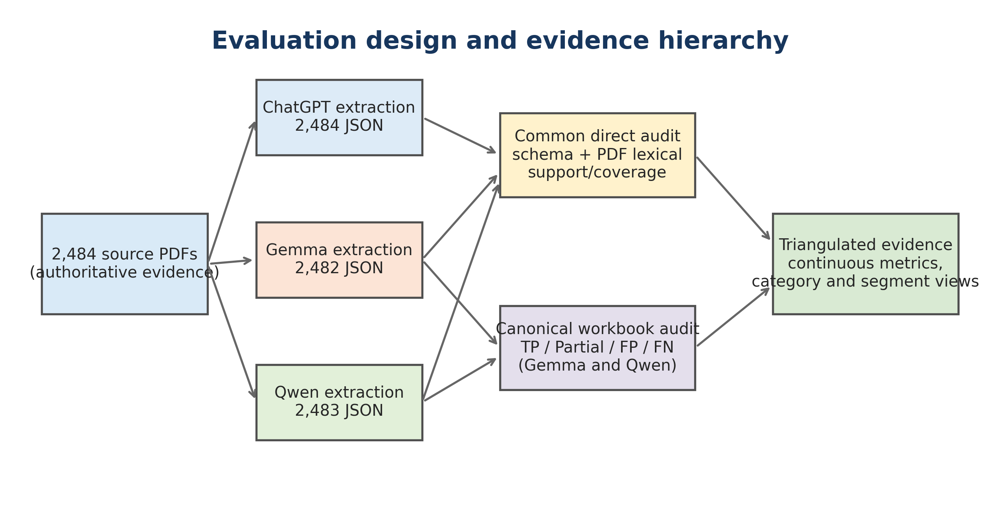 Evaluation design and evidence hierarchy
ChatGPT extraction
2,484 JSON
Common direct audit
schema + PDF lexical
support/coverage
2,484 source PDFs
(authoritative evidence)
Gemma extraction
2,482 JSON
Triangulated evidence
continuous metrics,
category and segment views
Canonical workbook audit
TP / Partial / FP / FN
(Gemma and Qwen)
Qwen extraction
2,483 JSON